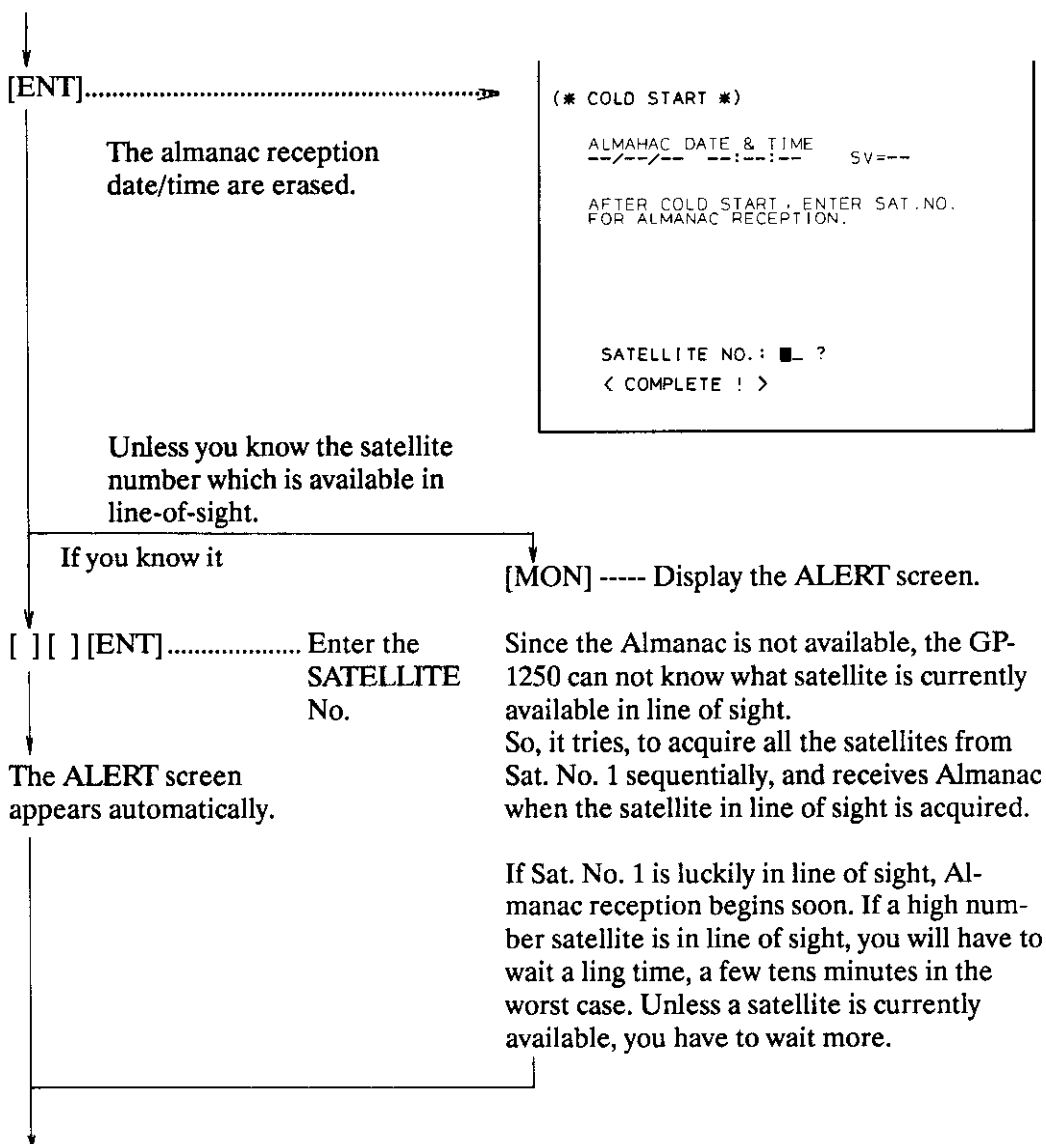 [ENT]..........................................................
(* COLD START *)
ALMAHAC DATE & TIME
--/--/-- --:--:-- SV=--
AFTER COLD START, ENTER SAT.NO.
FOR ALMANAC RECEPTION.
SATELLITE NO.: ■_ ?
< COMPLETE ! >
The almanac reception
date/time are erased.
Unless you know the satellite
number which is available in
line-of-sight.
If you know it
[ ] [ ] [ENT]..................... Enter the
SATELLITE
No.
The ALERT screen
appears automatically.
[MON] ----- Display the ALERT screen.
Since the Almanac is not available, the GP-
1250 can not know what satellite is currently
available in line of sight.
So, it tries, to acquire all the satellites from
Sat. No. 1 sequentially, and receives Almanac
when the satellite in line of sight is acquired.
If Sat. No. 1 is luckily in line of sight, Al-
manac reception begins soon. If a high num-
ber satellite is in line of sight, you will have to
wait a ling time, a few tens minutes in the
worst case. Unless a satellite is currently
available, you have to wait more.